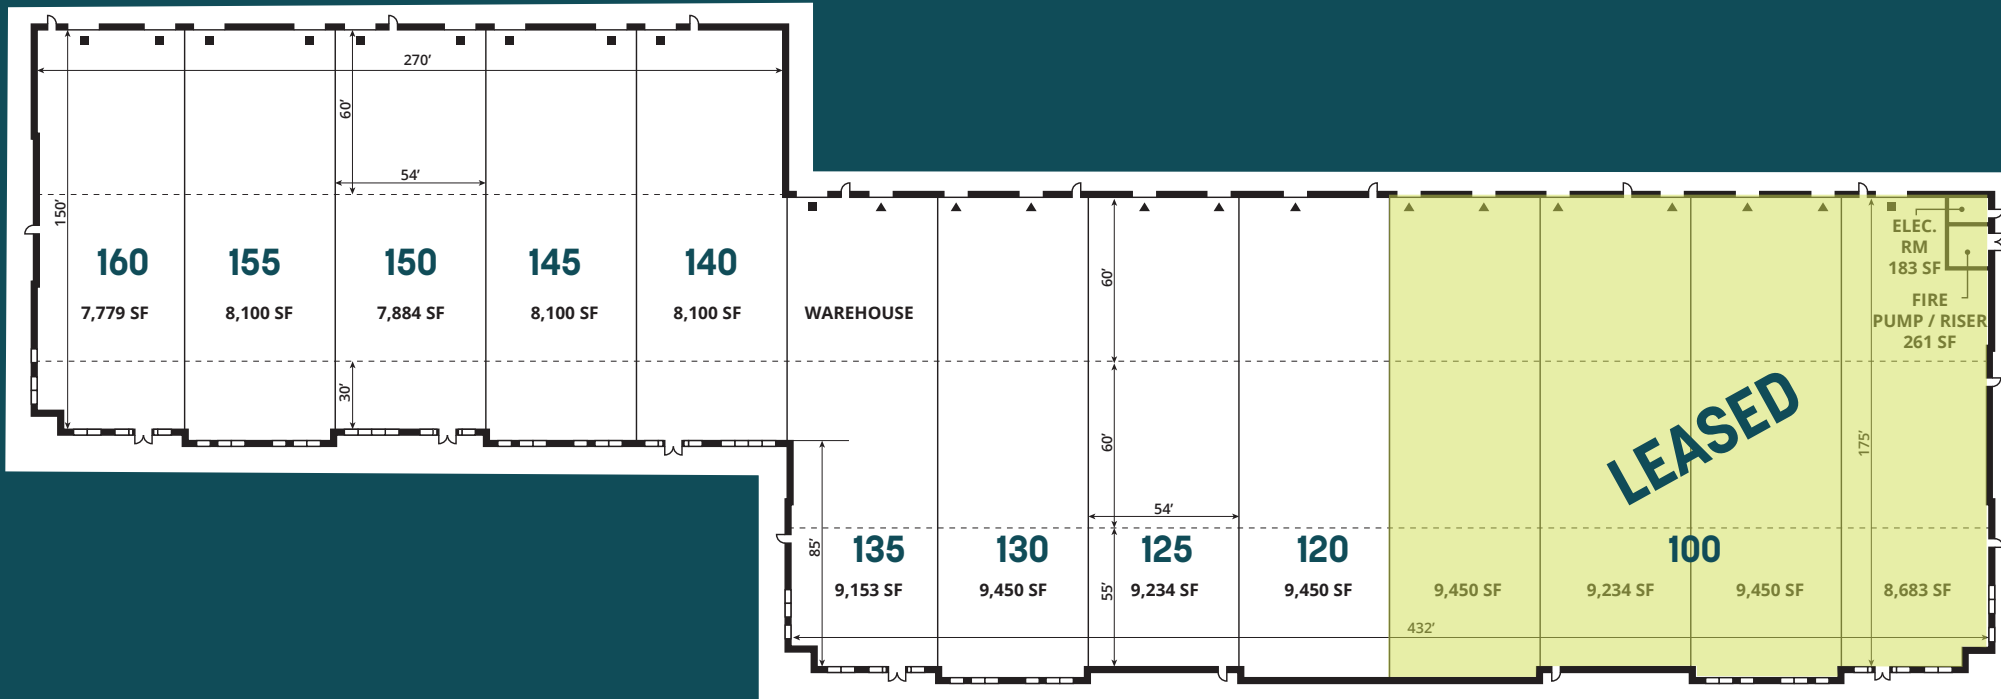 270’
60’
54’
150’
160
155
150
145
140
7,779 SF
8,100 SF
7,884 SF
8,100 SF
8,100 SF
WAREHOUSE
30’
60’
ELEC.
RM
183 SF
FIRE
PUMP / RISER
261 SF
LEASED
60’
175’
54’
85’
135
130
125
120
100
55’
9,153 SF
9,450 SF
9,234 SF
9,450 SF
9,450 SF
9,234 SF
9,450 SF
8,683 SF
432’